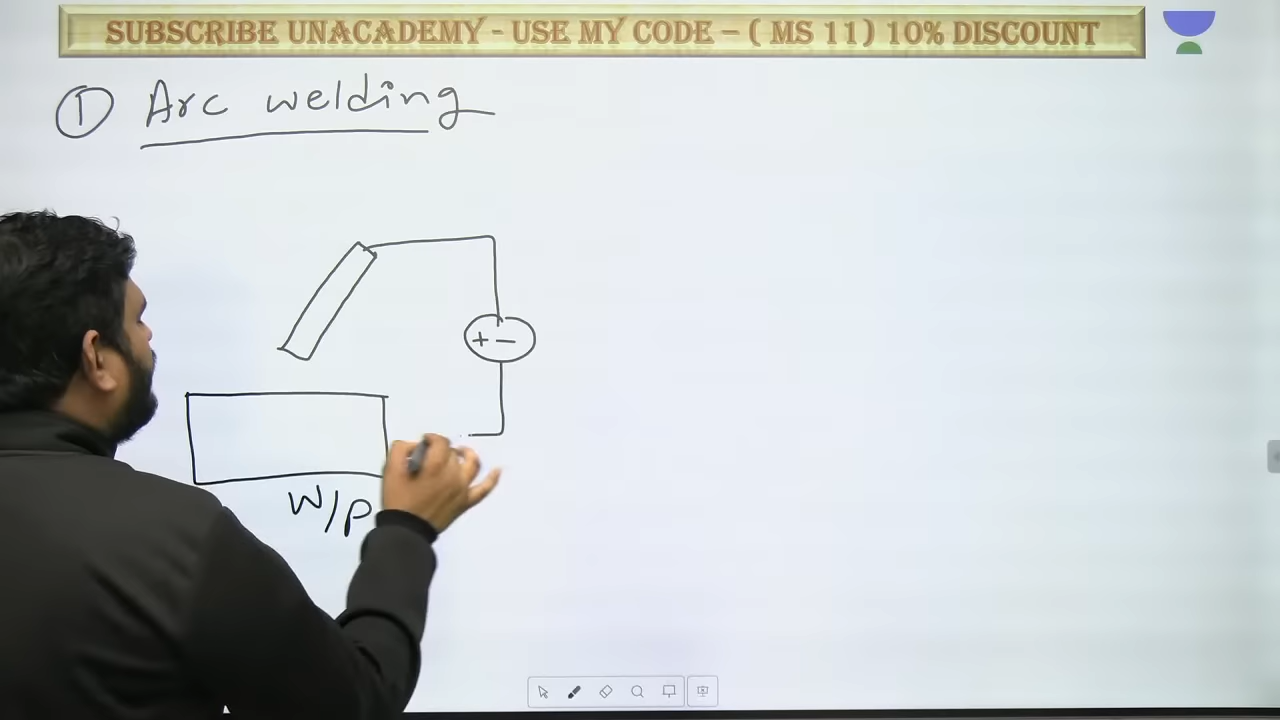 SUBSCRIBE UNACADEMY - USE MY CODE – ( MS 11) 10% DISCOUNT
① Arc welding
+ −
W/P